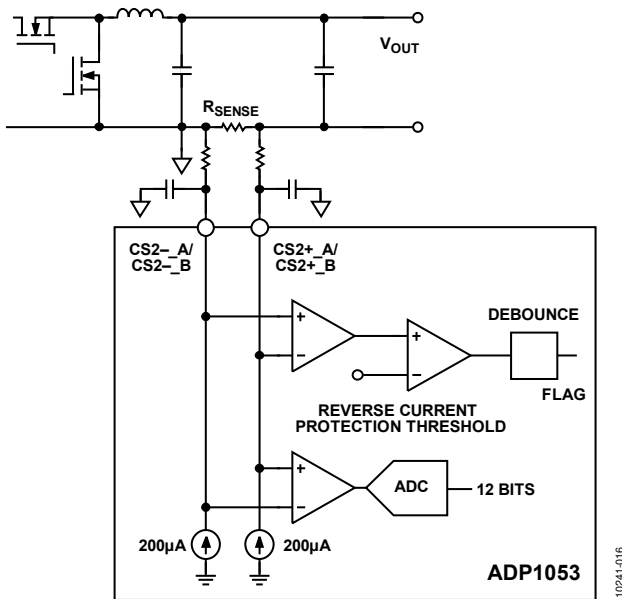 VOUT
RSENSE
CS2–_A/
CS2–_B
CS2+_A/
CS2+_B
+
–
+
–
DEBOUNCE
FLAG
REVERSE CURRENT
PROTECTION THRESHOLD
+
–
ADC
12 BITS
200µA
200µA
ADP1053
10241-016